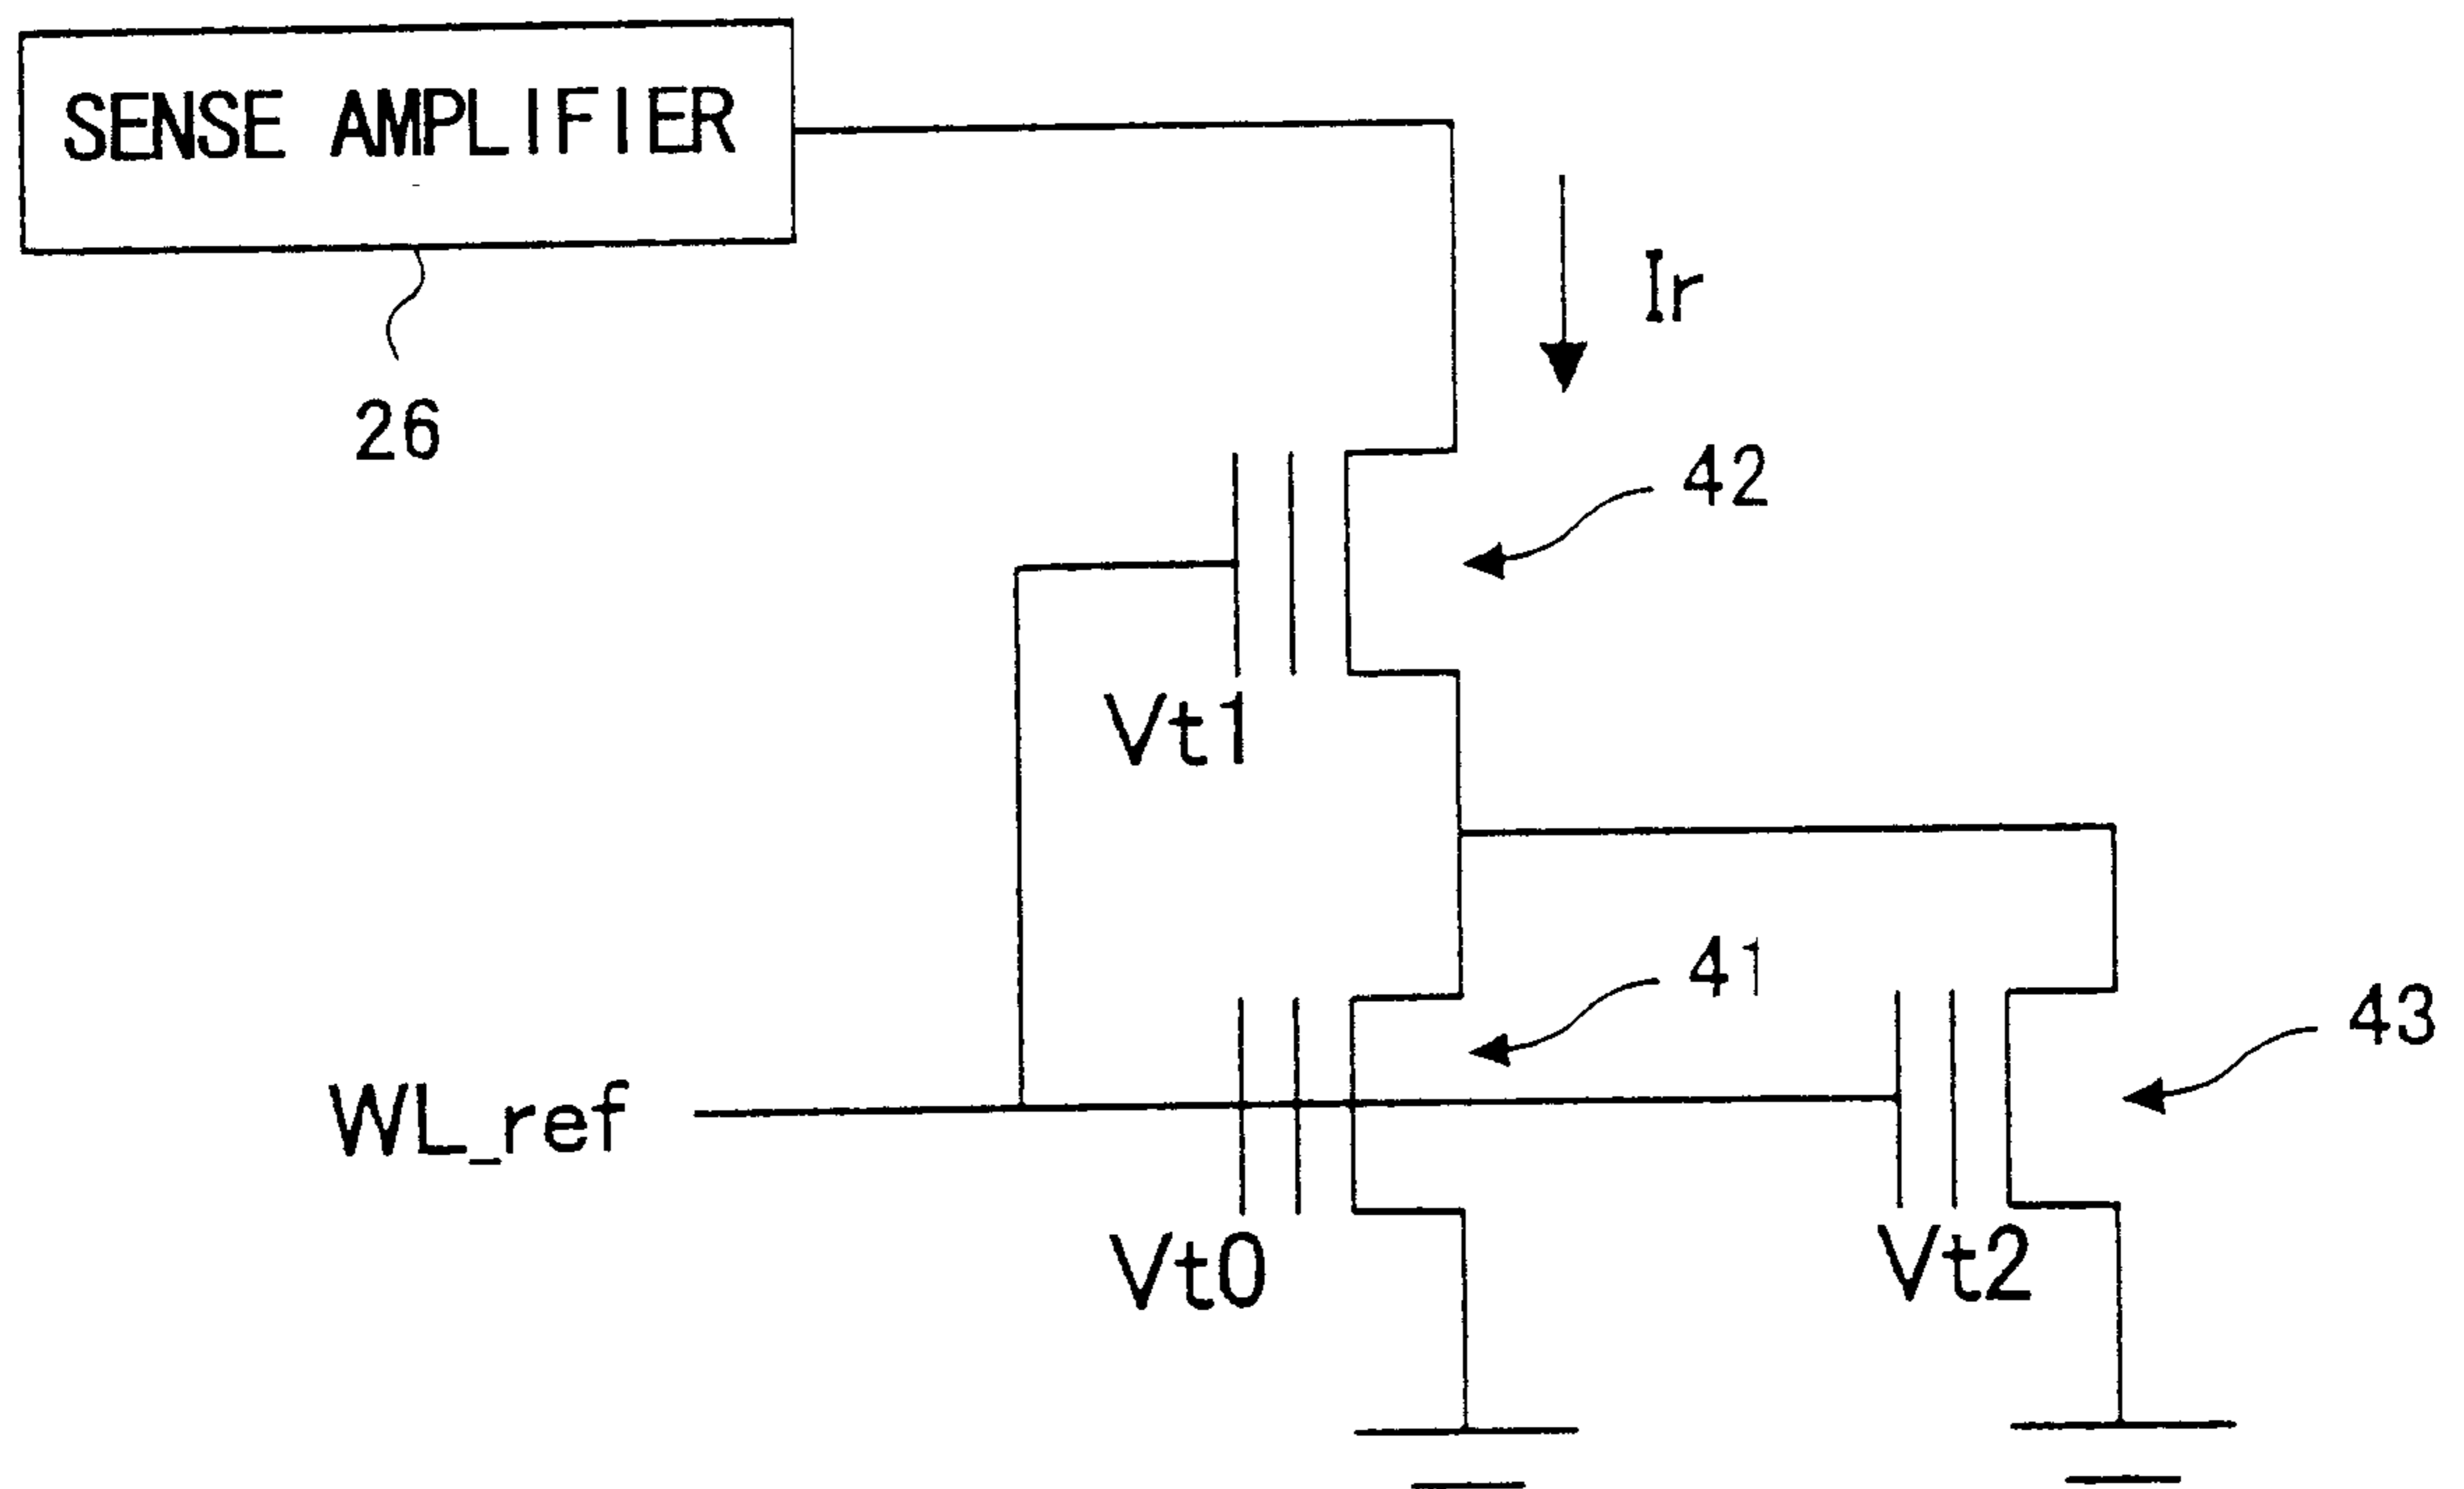 SENSE AMPLIFIER
26
Ir
42
Vt1
41
43
WL_ref
Vt0
Vt2